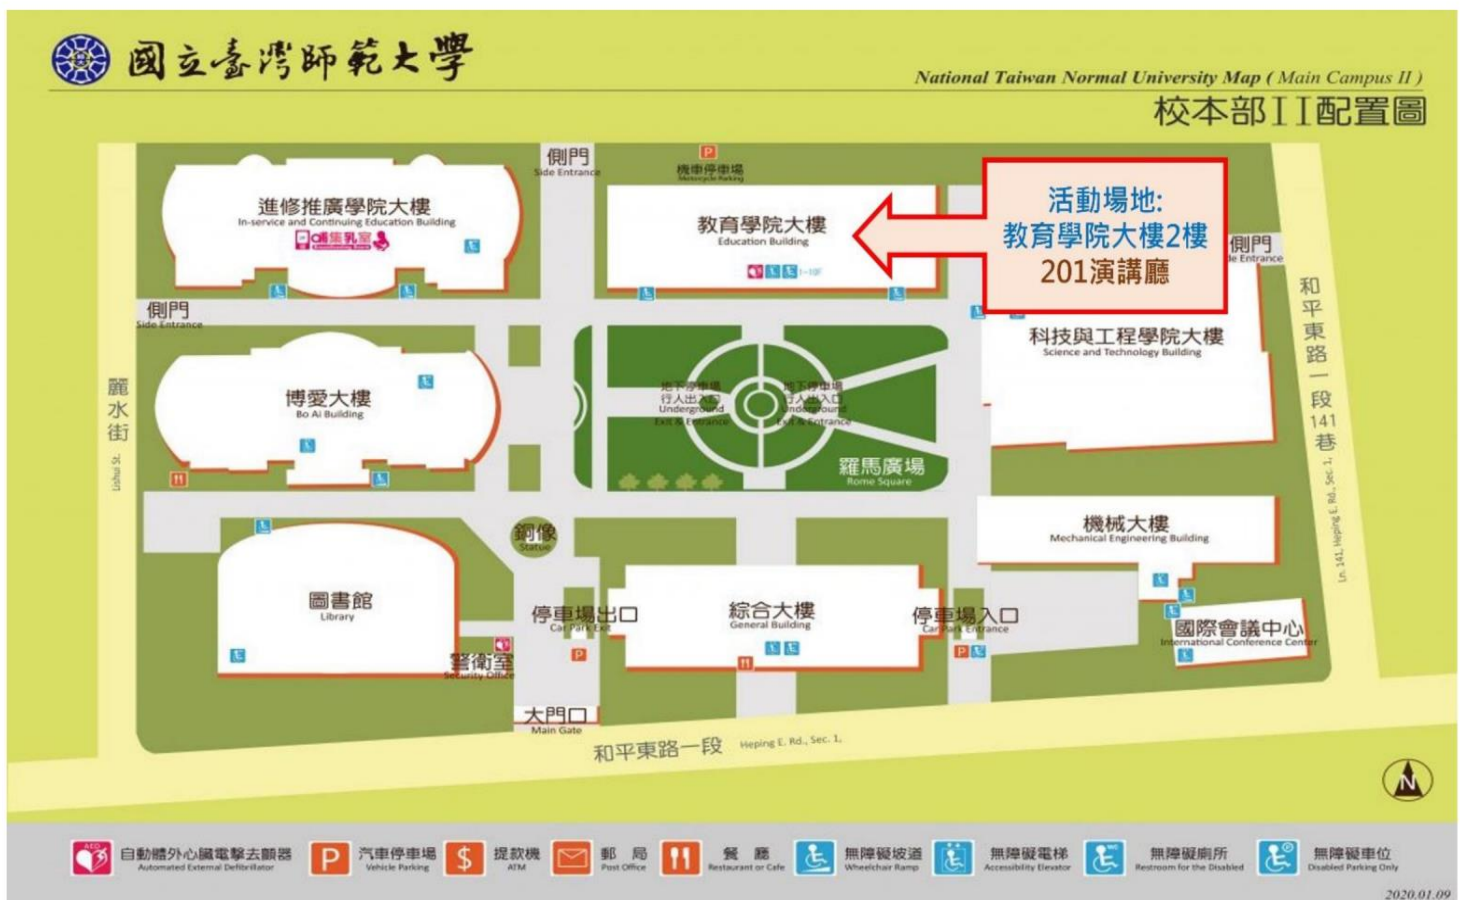 國立臺灣師範大學
National Taiwan Normal University Map ( Main Campus II )
校本部II配置圖
側門
Side Entrance
P
機車停車場
Motorcycle Parking
進修推廣學院大樓
In-service and Continuing Education Building
哺集乳室
教育學院大樓
Education Building
1-10F
活動場地:
教育學院大樓2樓
201演講廳
側門
de Entrance
側門
Side Entrance
科技與工程學院大樓
Science and Technology Building
和平東路一段141巷
Ln. 141, Heping E. Rd., Sec. 1,
麗水街
Lishui St.
博愛大樓
Bo Ai Building
地下停車場
行人出入口
Underground
Exit & Entrance
地下停車場
行人出入口
Underground
Exit & Entrance
羅馬廣場
Rome Square
銅像
Statue
機械大樓
Mechanical Engineering Building
圖書館
Library
停車場出口
Car Park Exit
P
綜合大樓
General Building
停車場入口
Car Park Entrance
P
國際會議中心
International Conference Center
警衛室
Security Office
大門口
Main Gate
和平東路一段 Heping E. Rd., Sec. 1,
N
AED
自動體外心臟電擊去顫器
Automated External Defibrillator
P
汽車停車場
Vehicle Parking
$
提款機
ATM
郵局
Post Office
餐廳
Restaurant or Cafe
無障礙坡道
Wheelchair Ramp
無障礙電梯
Accessibility Elevator
WC
無障礙廁所
Restroom for the Disabled
P
無障礙車位
Disabled Parking Only
2020.01.09